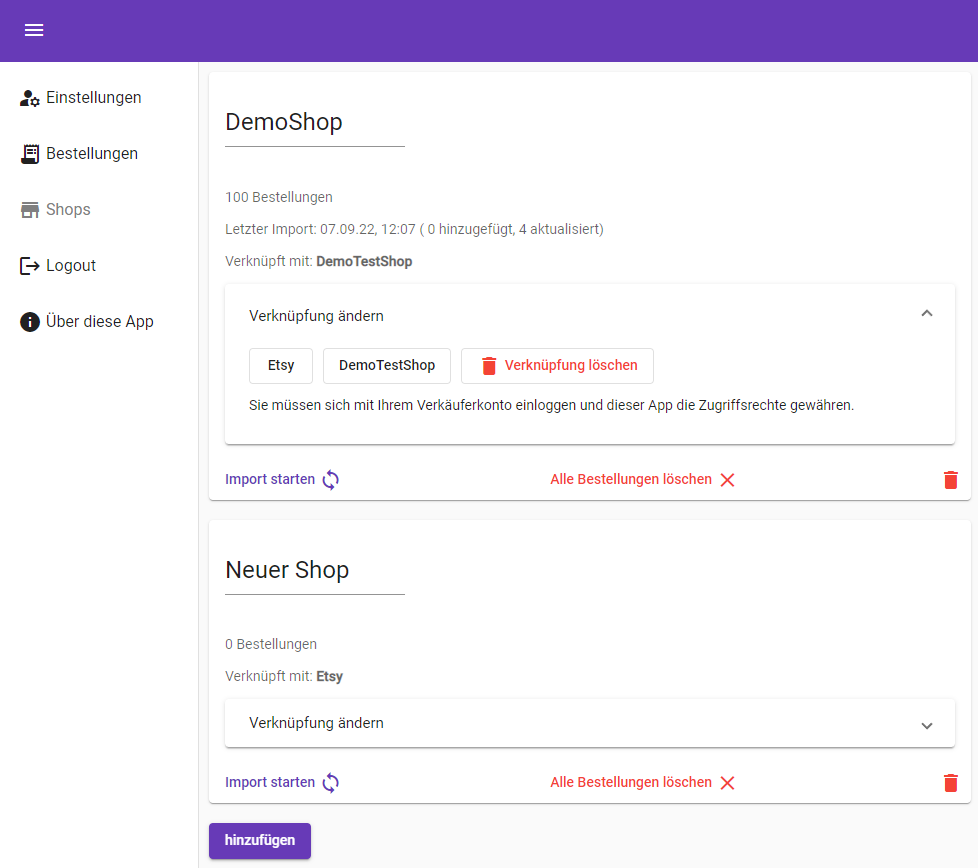 Einstellungen
Bestellungen
Shops
Logout
Über diese App
DemoShop
100 Bestellungen
Letzter Import: 07.09.22, 12:07 ( 0 hinzugefügt, 4 aktualisiert)
Verknüpft mit: DemoTestShop
Verknüpfung ändern
Etsy DemoTestShop Verknüpfung löschen
Sie müssen sich mit Ihrem Verkäuferkonto einloggen und dieser App die Zugriffsrechte gewähren.
Import starten Alle Bestellungen löschen
Neuer Shop
0 Bestellungen
Verknüpft mit: Etsy
Verknüpfung ändern
Import starten Alle Bestellungen löschen
hinzufügen